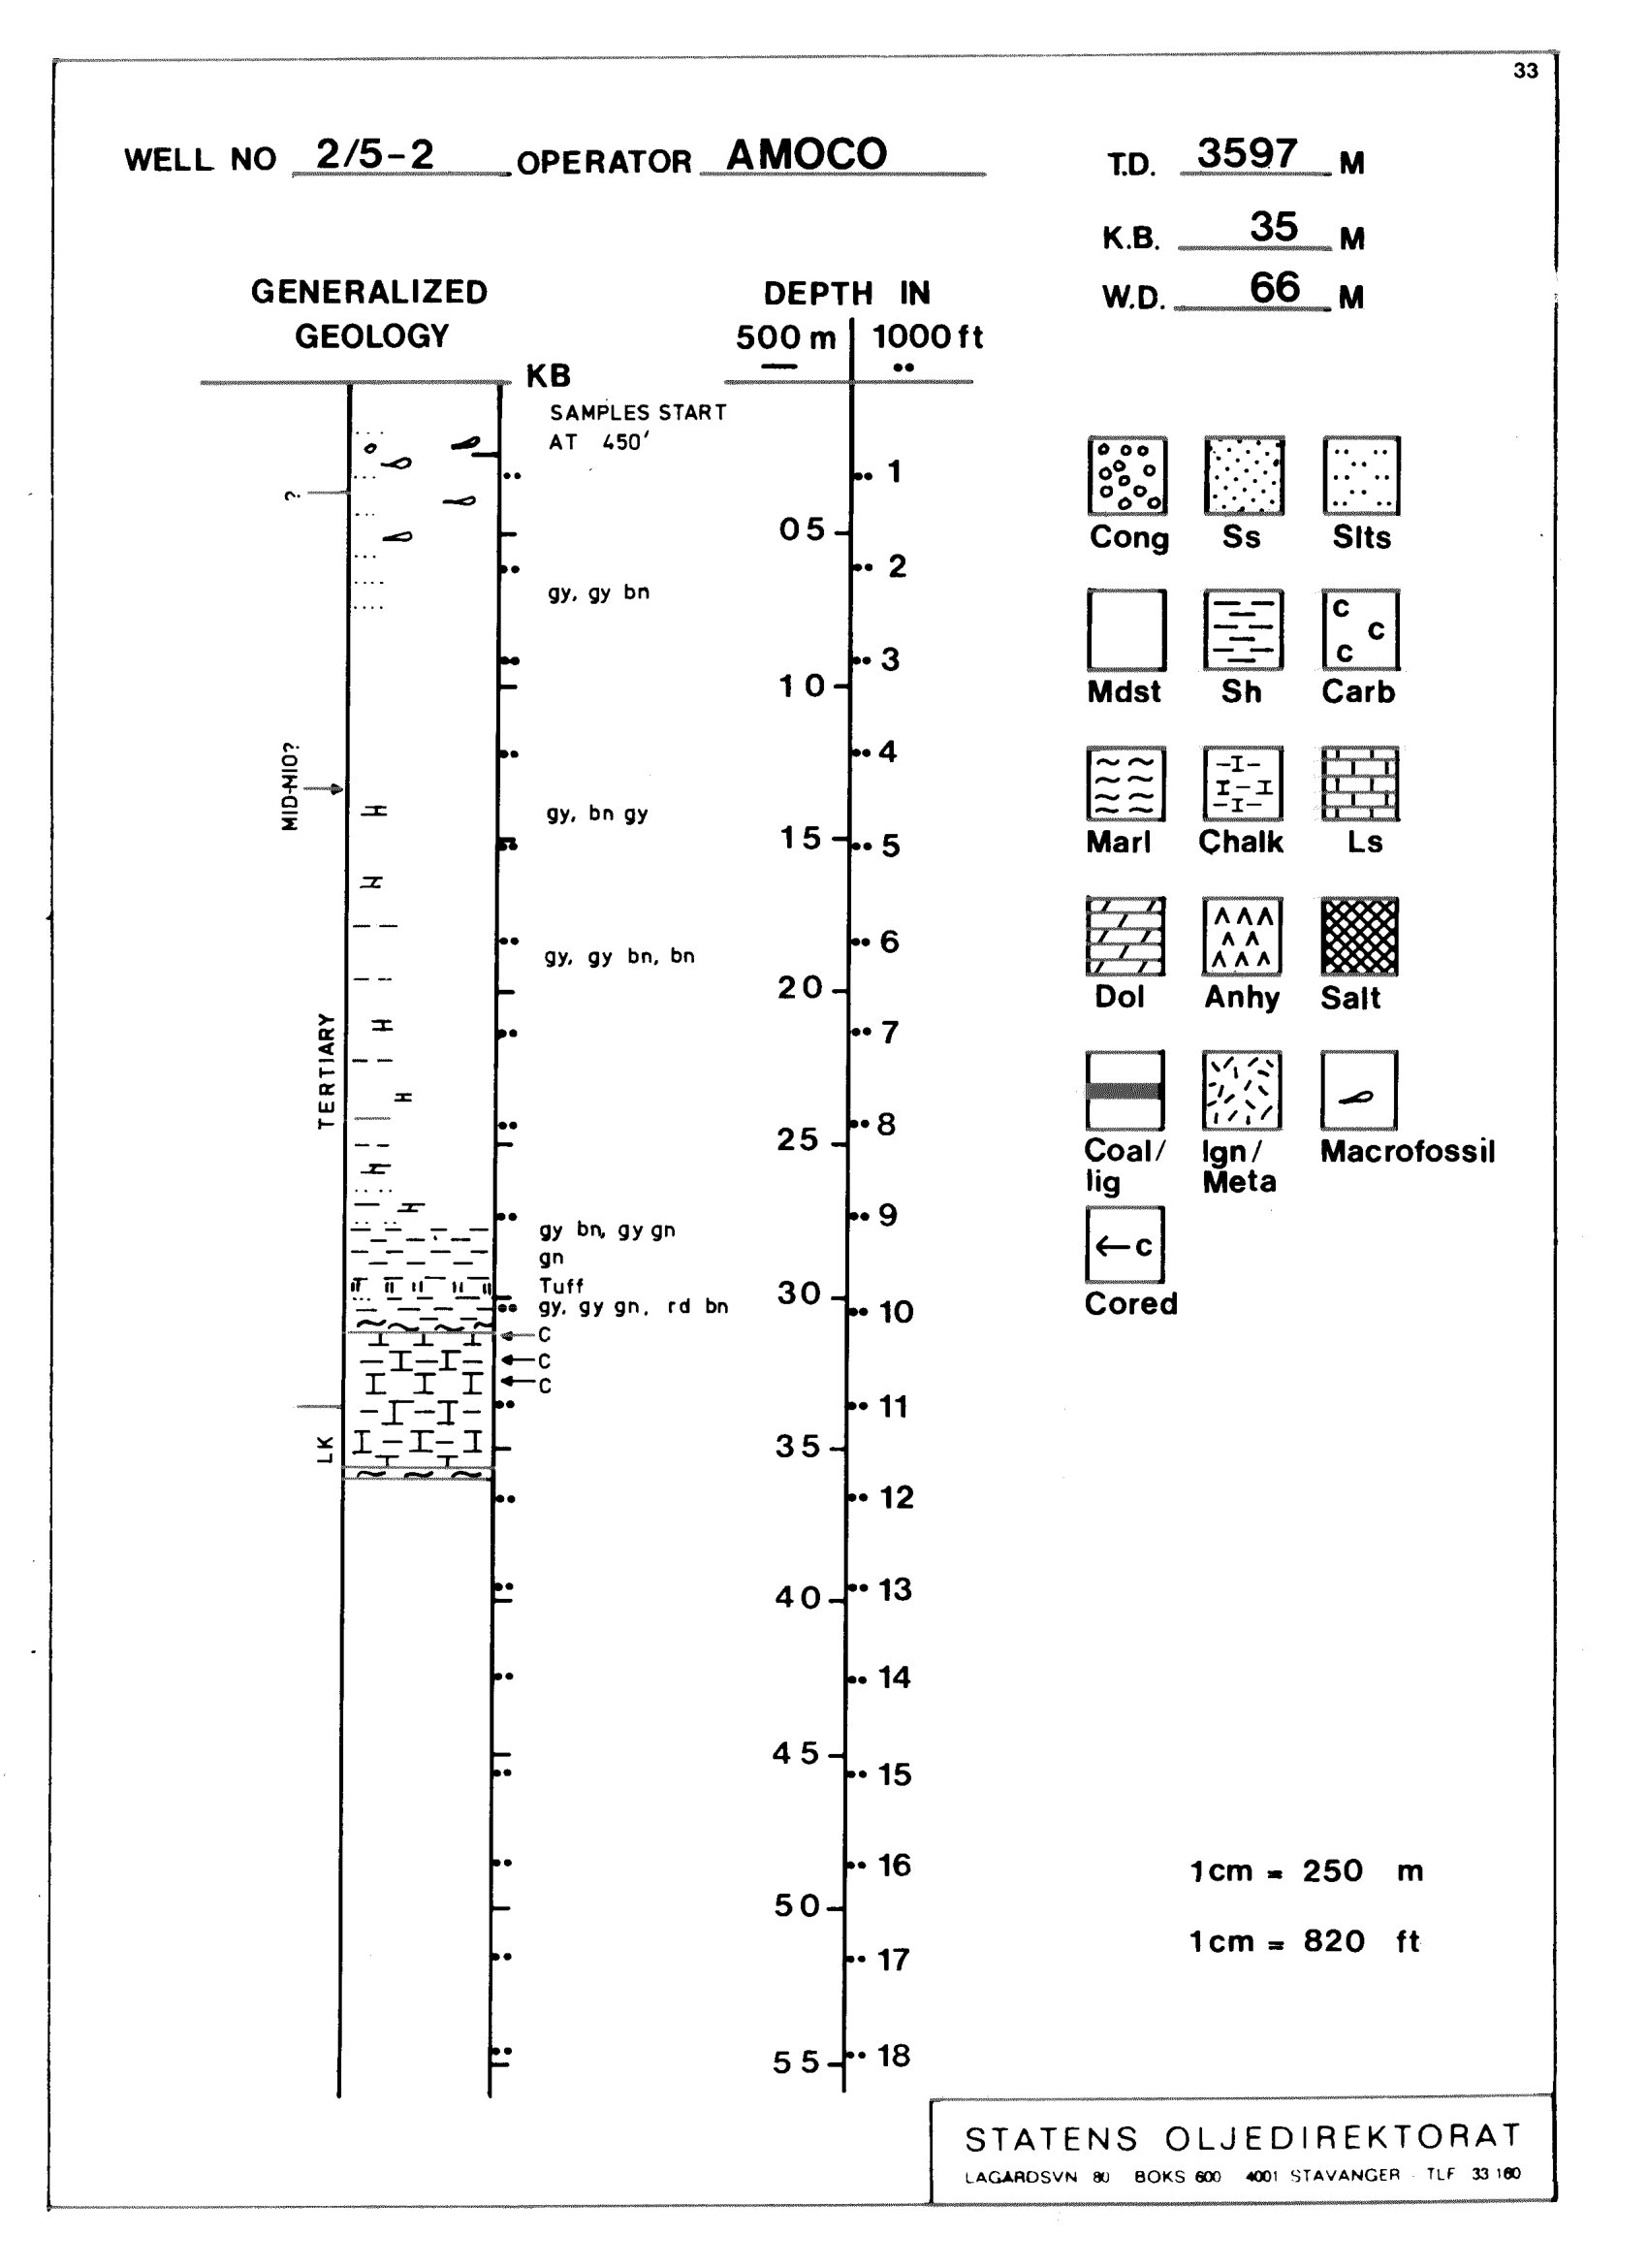 33
WELL NO 2/5-2 OPERATOR AMOCO T.D. 3597 M
K.B. 35 M
W.D. 66 M
GENERALIZED
GEOLOGY
DEPTH IN
500 m 1000 ft
KB
SAMPLES START
AT 450'
1
?
05
2
gy, gy bn
3
10
4
MID-MIO?
gy, bn gy
15
5
6
gy, gy bn, bn
20
7
TERTIARY
8
25
9
gy bn, gy gn
gn
Tuff
30
gy, gy gn, rd bn
10
C
C
C
11
LK
35
12
13
40
14
45
15
16
50
17
55
18
Cong Ss Slts
C
C
C
Mdst Sh Carb
Marl Chalk Ls
Dol Anhy Salt
Coal/ Ign/ Macrofossil
lig Meta
←C
Cored
1cm = 250 m
1cm = 820 ft
STATENS OLJEDIREKTORAT
LAGÅRDSVN 80 BOKS 600 4001 STAVANGER - TLF 33 160